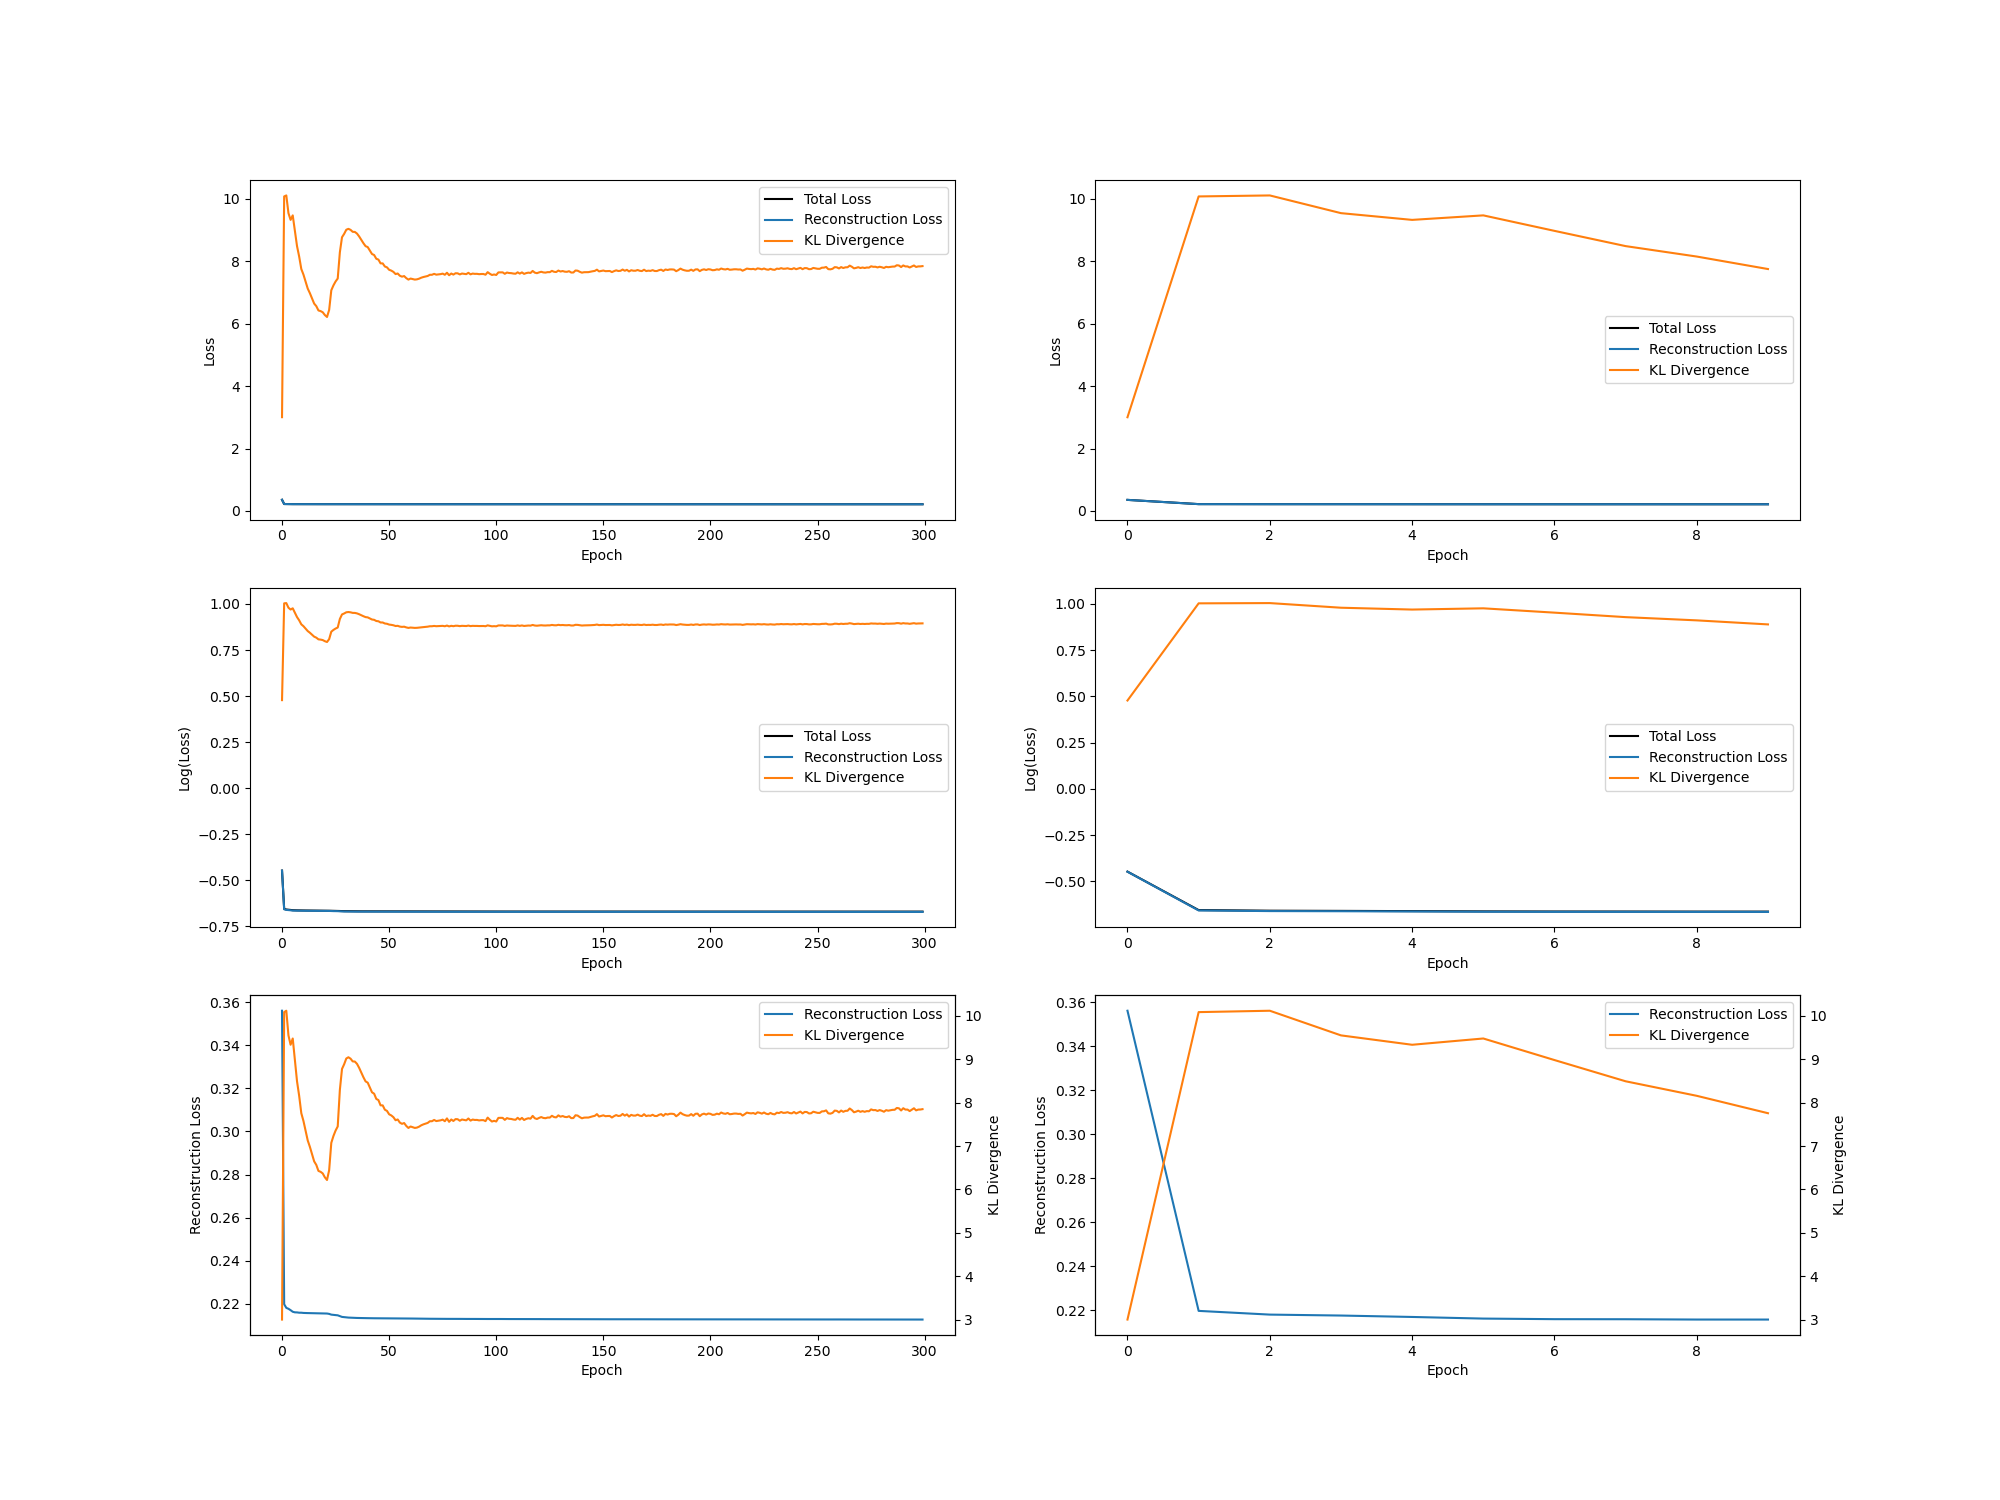 10
8
6
4
2
0
Loss
0 50 100 150 200 250 300
Epoch
Total Loss
Reconstruction Loss
KL Divergence
10
8
6
4
2
0
Loss
0 2 4 6 8
Epoch
Total Loss
Reconstruction Loss
KL Divergence
1.00
0.75
0.50
0.25
0.00
−0.25
−0.50
−0.75
Log(Loss)
0 50 100 150 200 250 300
Epoch
Total Loss
Reconstruction Loss
KL Divergence
1.00
0.75
0.50
0.25
0.00
−0.25
−0.50
Log(Loss)
0 2 4 6 8
Epoch
Total Loss
Reconstruction Loss
KL Divergence
0.36
0.34
0.32
0.30
0.28
0.26
0.24
0.22
Reconstruction Loss
0 50 100 150 200 250 300
Epoch
Reconstruction Loss
KL Divergence
10
9
8
7
6
5
4
3
KL Divergence
0.36
0.34
0.32
0.30
0.28
0.26
0.24
0.22
Reconstruction Loss
0 2 4 6 8
Epoch
Reconstruction Loss
KL Divergence
10
9
8
7
6
5
4
3
KL Divergence